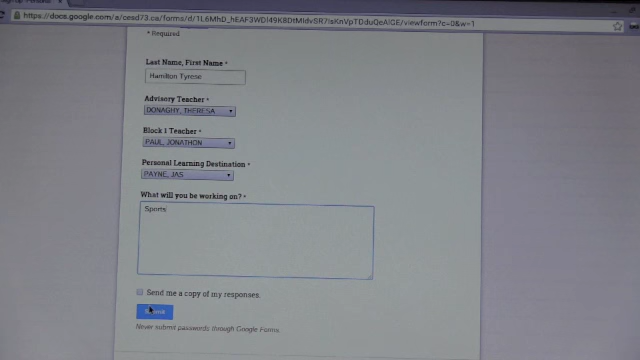 https://docs.google.com/a/cesd73.ca/forms/d/
/viewform?c=0&w=1
* Required
Last Name, First Name *
Hamilton Tyrese
Advisory Teacher *
DONAGHY, THERESA
Block 1 Teacher *
PAUL, JONATHON
Personal Learning Destination *
PAYNE, JAS
What will you be working on? *
Sports
Send me a copy of my responses.
Submit
Never submit passwords through Google Forms.